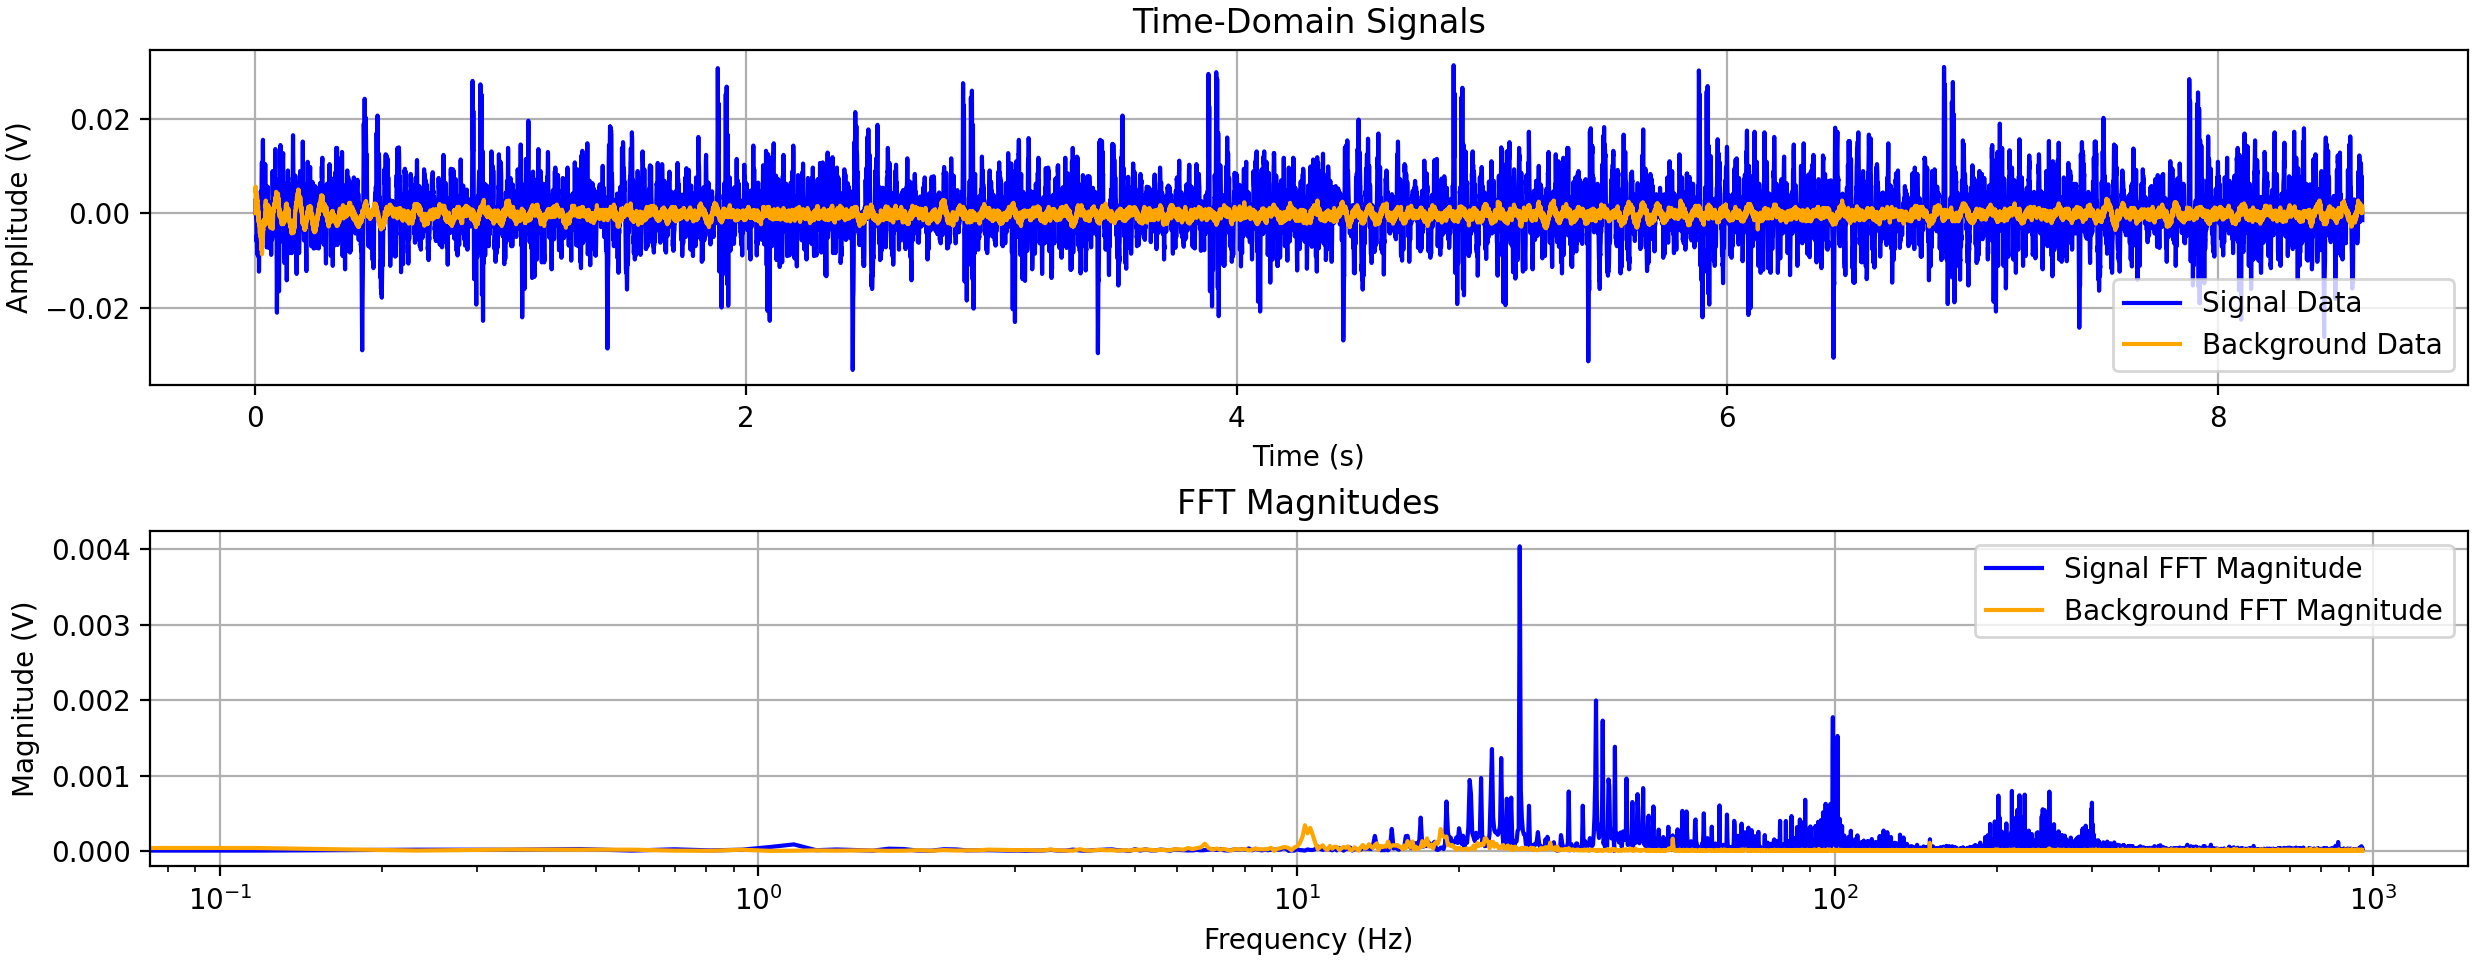 Time-Domain Signals
Amplitude (V)
0.02
0.00
−0.02
0
2
4
6
8
Time (s)
Signal Data
Background Data
FFT Magnitudes
Magnitude (V)
0.004
0.003
0.002
0.001
0.000
10⁻¹
10⁰
10¹
10²
10³
Frequency (Hz)
Signal FFT Magnitude
Background FFT Magnitude